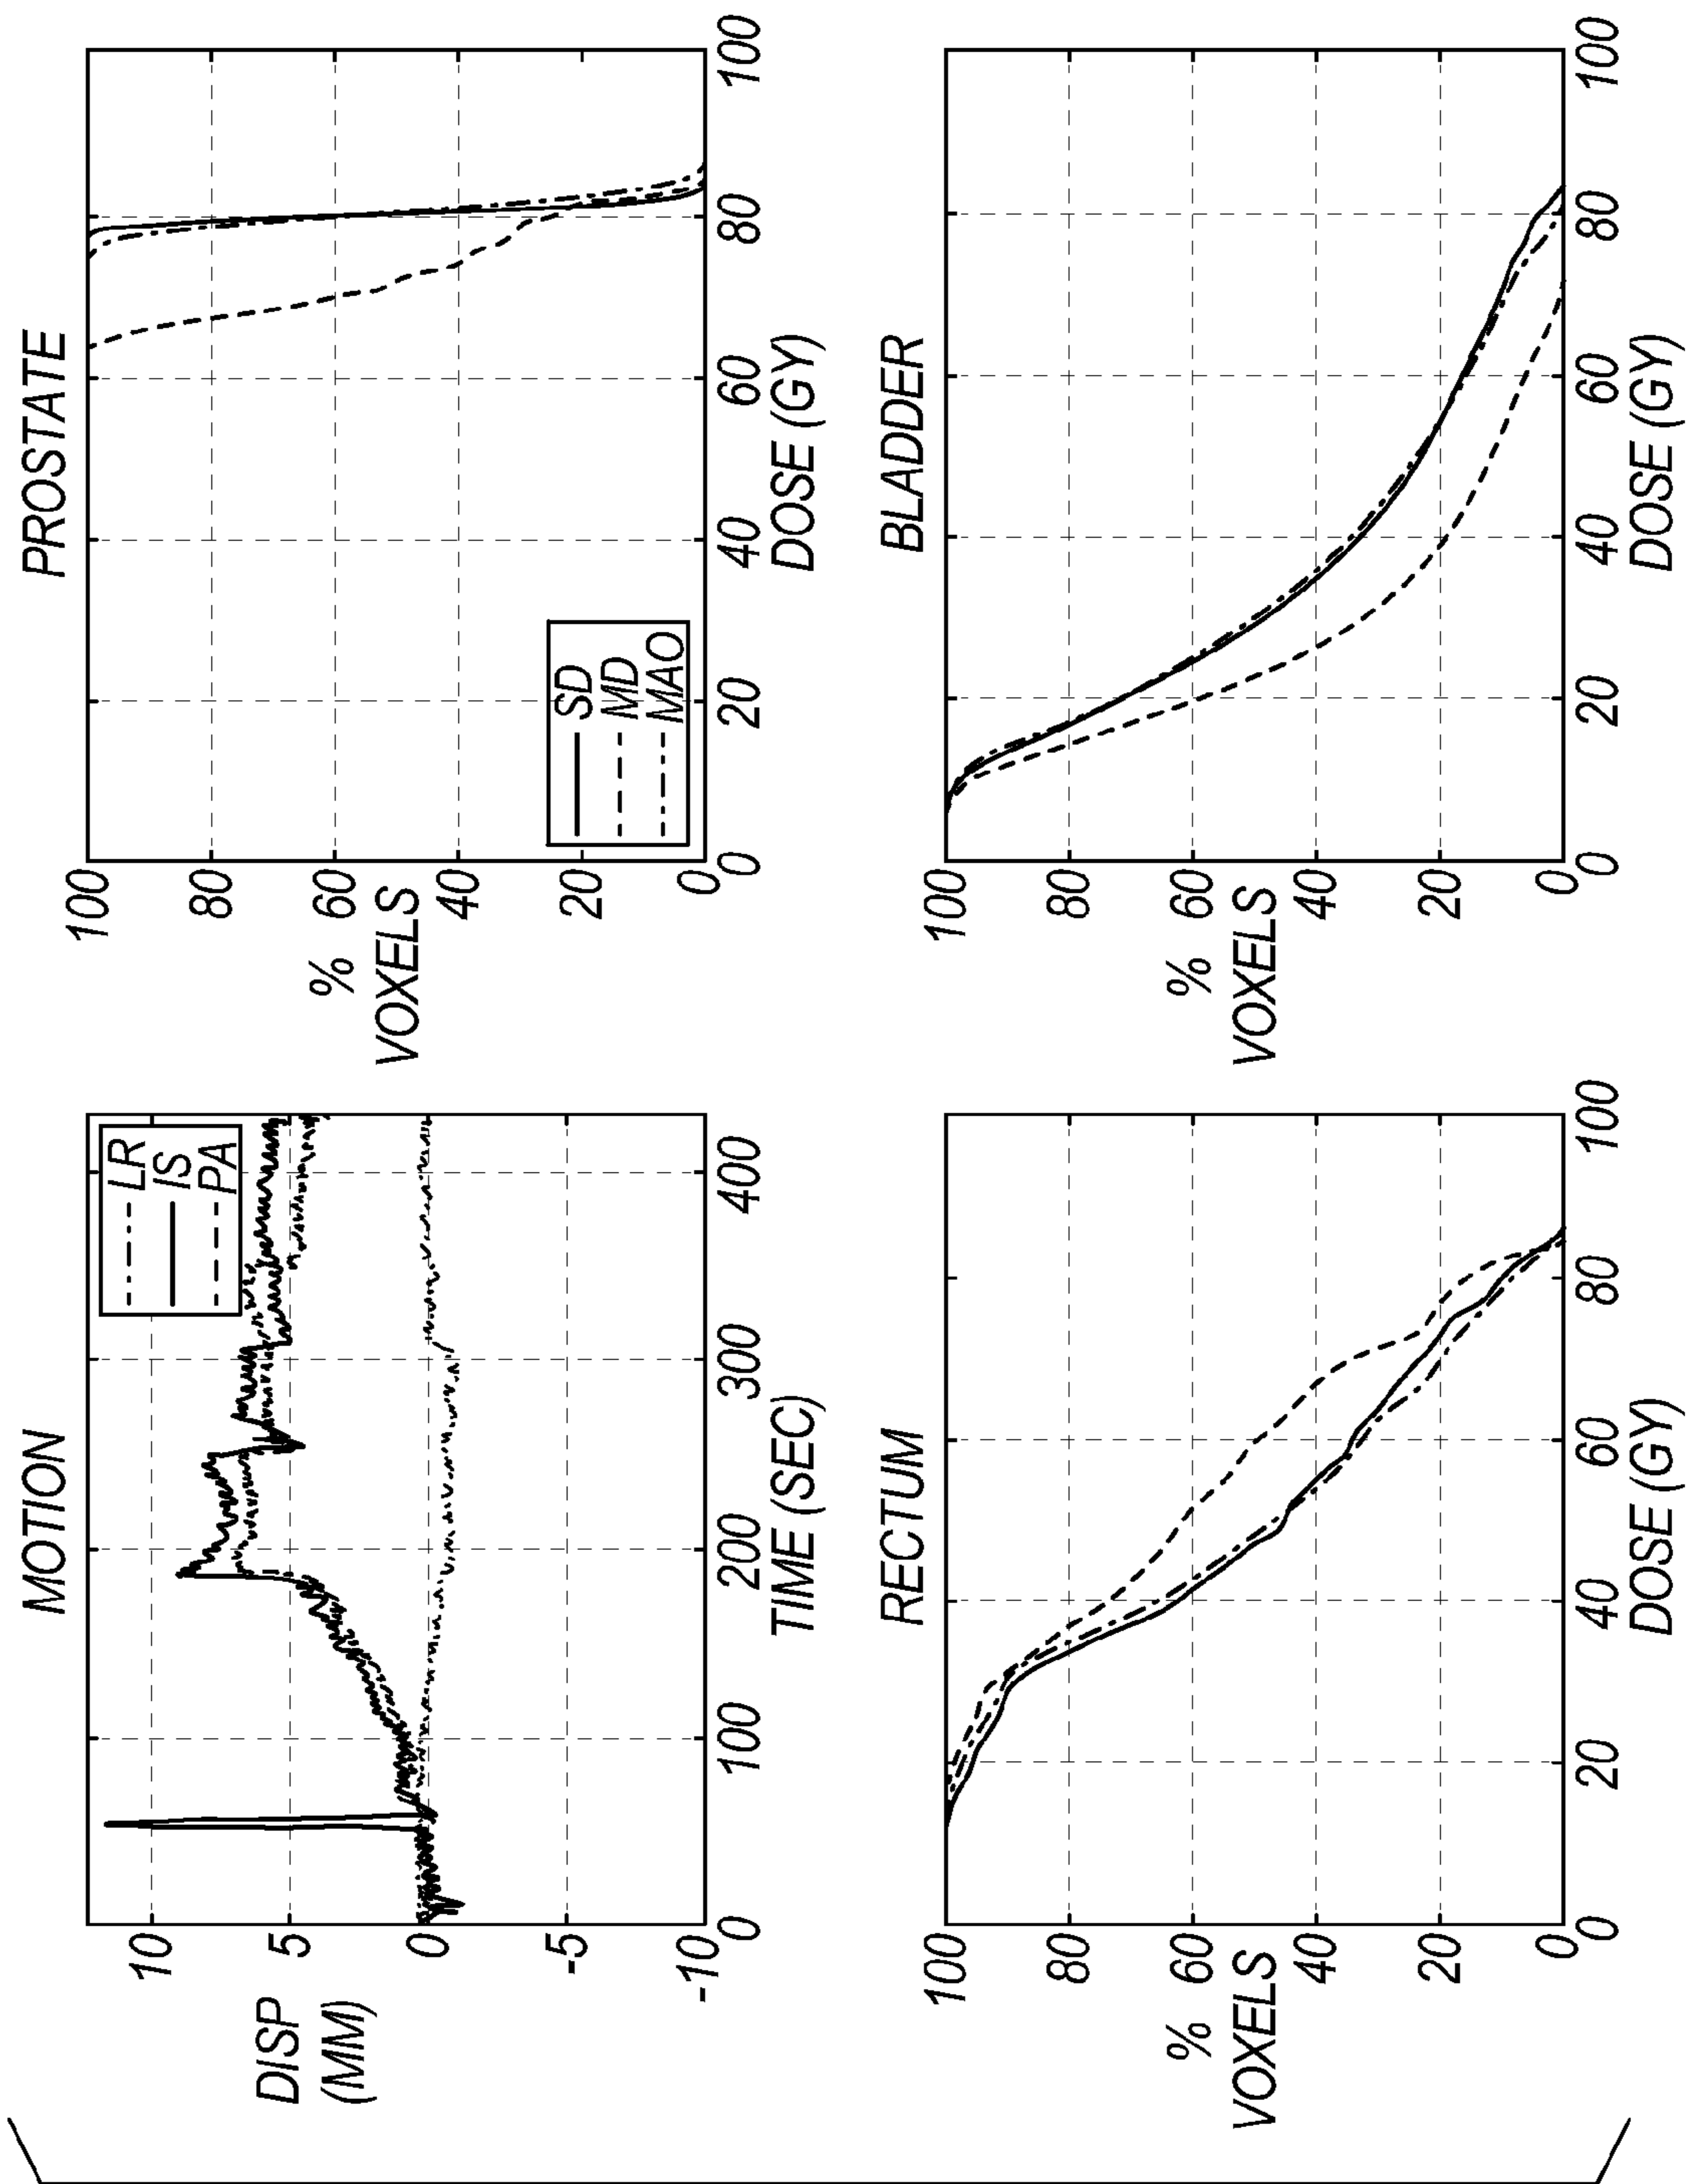 MOTION
DISP
(MM)
10
5
0
-5
-10
0
100
200
300
400
TIME (SEC)
LR
IS
PA
PROSTATE
%
VOXELS
100
80
60
40
20
0
0
20
40
60
80
100
DOSE (GY)
SD
MD
MAO
RECTUM
%
VOXELS
100
80
60
40
20
0
0
20
40
60
80
100
DOSE (GY)
BLADDER
%
VOXELS
100
80
60
40
20
0
0
20
40
60
80
100
DOSE (GY)